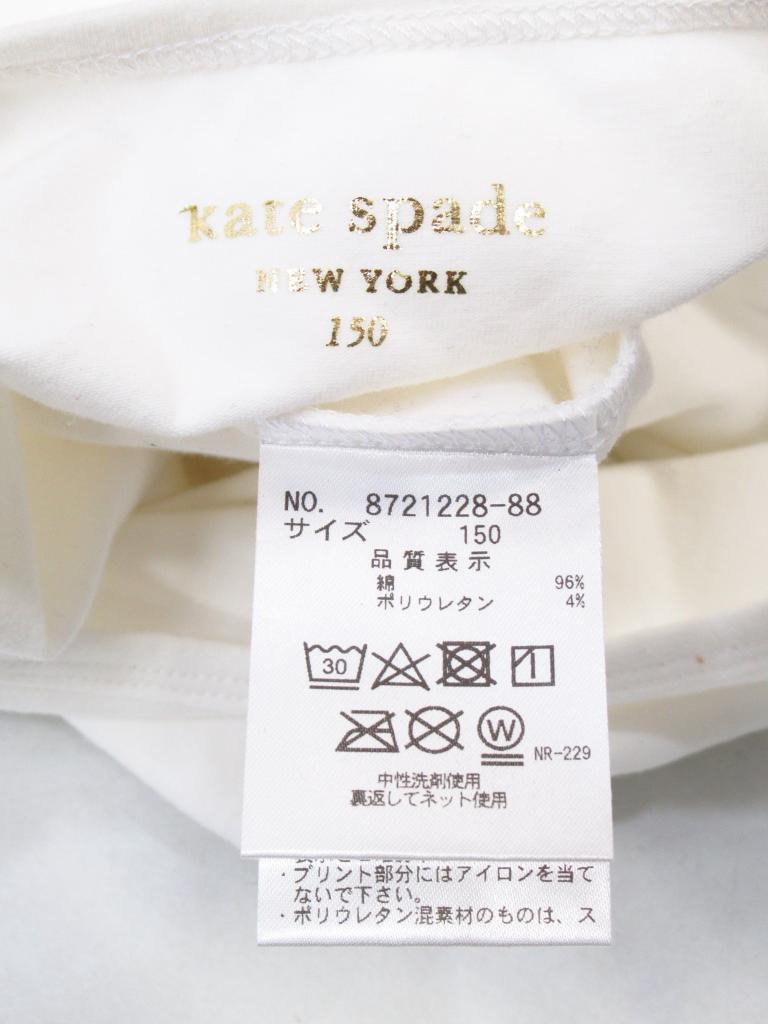 kate spade
NEW YORK
150
NO. 8721228-88
サイズ 150
品質表示
綿 96%
ポリウレタン 4%
30
W NR-229
中性洗剤使用
裏返してネット使用
・プリント部分にはアイロンを当て
ないで下さい。
・ポリウレタン混素材のものは、ス